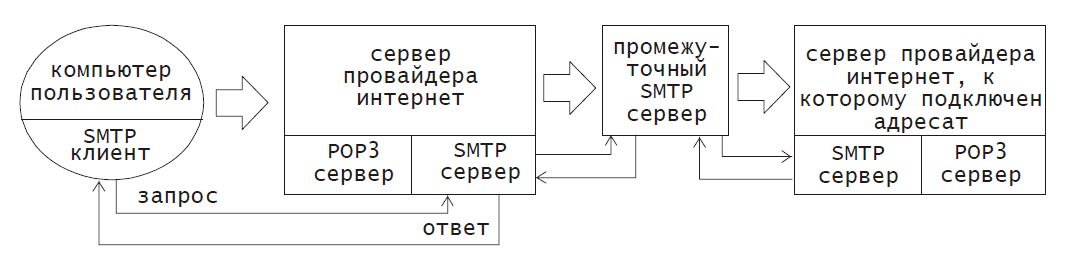 компьютер
пользователя
SMTP
клиент
сервер
провайдера
интернет
POP3
сервер
SMTP
сервер
промежу-
точный
SMTP
сервер
сервер провайдера
интернет, к
которому подключен
адресат
SMTP
сервер
POP3
сервер
запрос
ответ